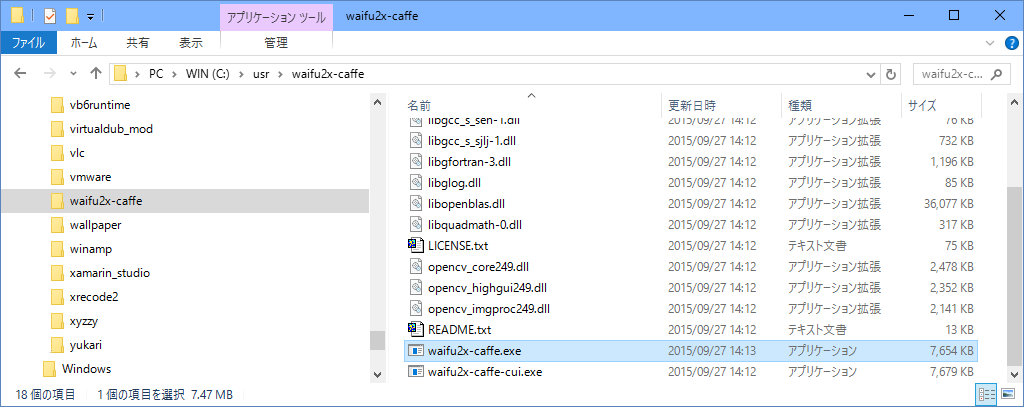 アプリケーション ツール waifu2x-caffe
ファイル ホーム 共有 表示 管理
PC WIN (C:) usr waifu2x-caffe waifu2x-c...
名前 更新日時 種類 サイズ
vb6runtime
virtualdub_mod
vlc
vmware
waifu2x-caffe
wallpaper
winamp
xamarin_studio
xrecode2
xyzzy
yukari
Windows
libgcc_s_seh-1.dll 2015/09/27 14:12 アプリケーション拡張 76 KB
libgcc_s_sjlj-1.dll 2015/09/27 14:12 アプリケーション拡張 732 KB
libgfortran-3.dll 2015/09/27 14:12 アプリケーション拡張 1,196 KB
libglog.dll 2015/09/27 14:12 アプリケーション拡張 85 KB
libopenblas.dll 2015/09/27 14:12 アプリケーション拡張 36,077 KB
libquadmath-0.dll 2015/09/27 14:12 アプリケーション拡張 317 KB
LICENSE.txt 2015/09/27 14:12 テキスト文書 75 KB
opencv_core249.dll 2015/09/27 14:12 アプリケーション拡張 2,478 KB
opencv_highgui249.dll 2015/09/27 14:12 アプリケーション拡張 2,352 KB
opencv_imgproc249.dll 2015/09/27 14:12 アプリケーション拡張 2,141 KB
README.txt 2015/09/27 14:12 テキスト文書 13 KB
waifu2x-caffe.exe 2015/09/27 14:13 アプリケーション 7,654 KB
waifu2x-caffe-cui.exe 2015/09/27 14:12 アプリケーション 7,679 KB
18 個の項目 1 個の項目を選択 7.47 MB